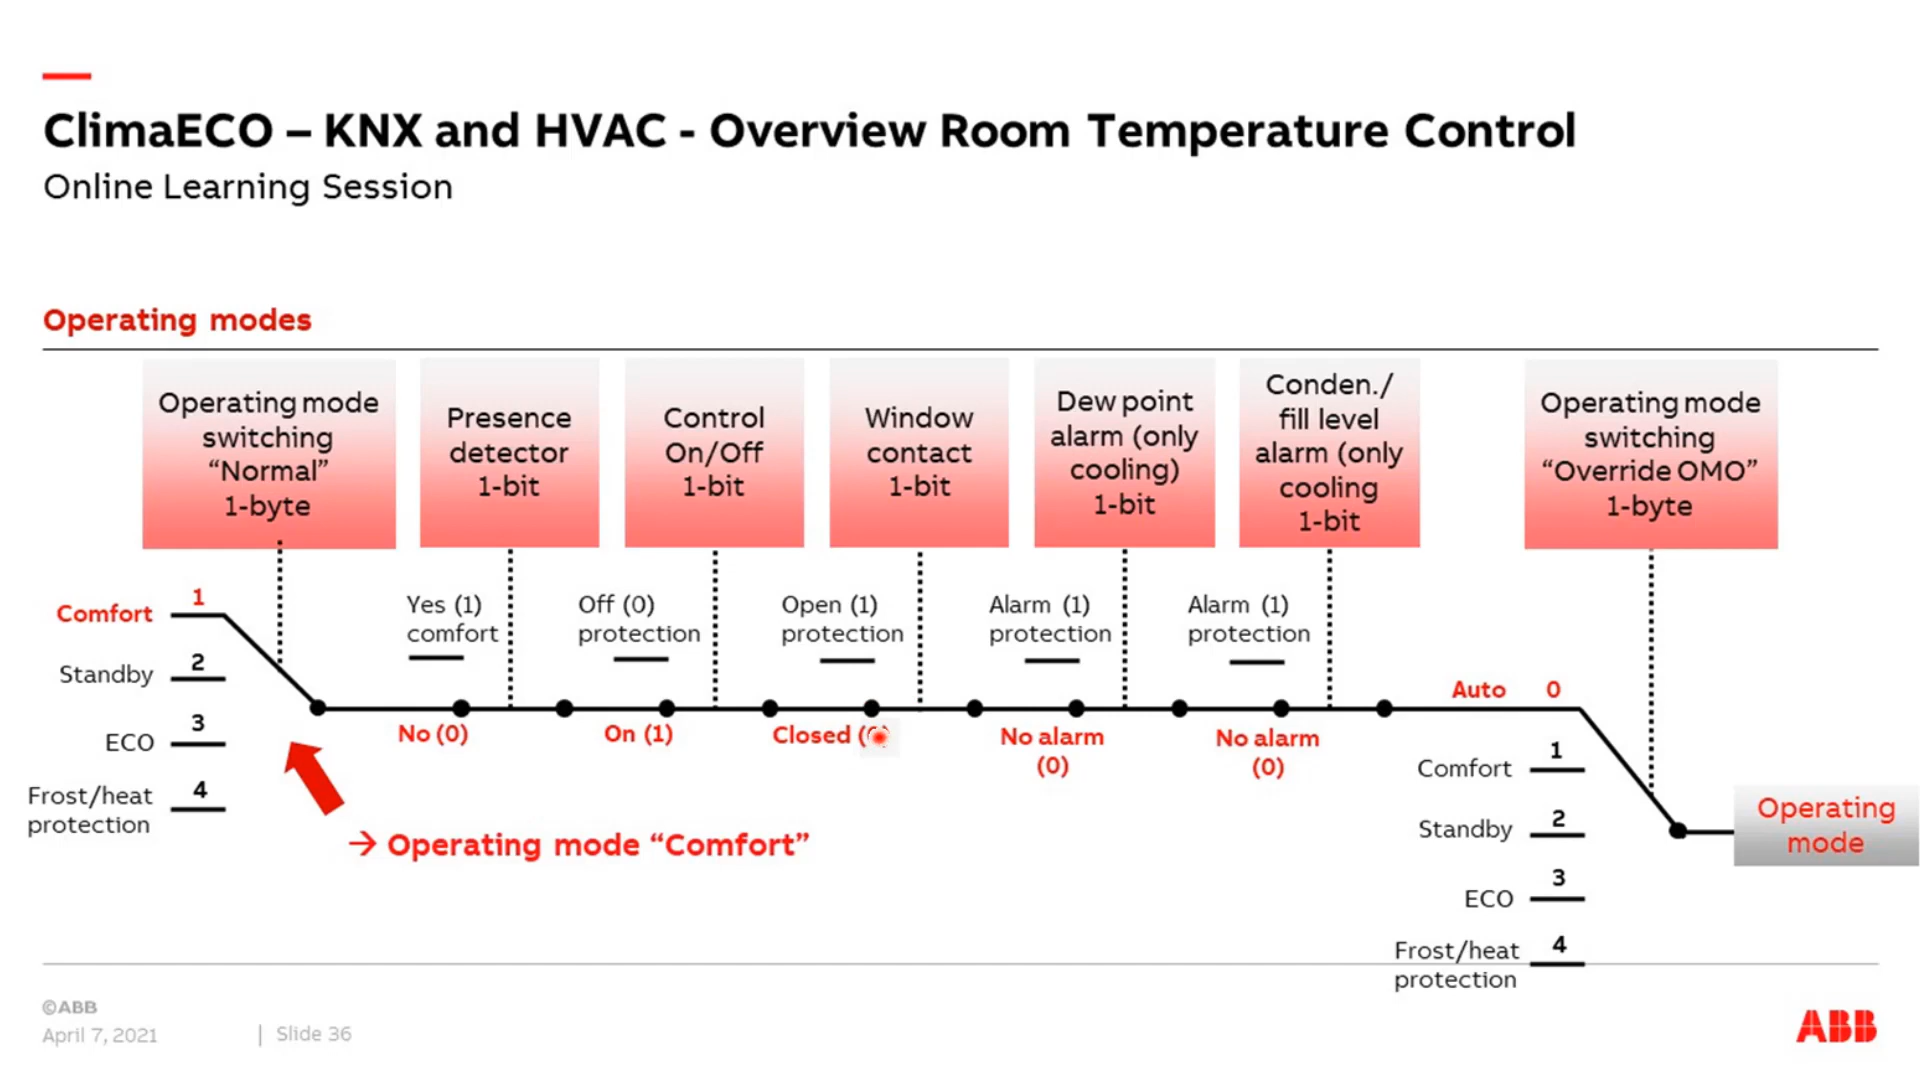 ClimaECO – KNX and HVAC - Overview Room Temperature Control
Online Learning Session
Operating modes
Operating mode
switching
“Normal”
1-byte
Presence
detector
1-bit
Control
On/Off
1-bit
Window
contact
1-bit
Dew point
alarm (only
cooling)
1-bit
Conden./
fill level
alarm (only
cooling
1-bit
Operating mode
switching
“Override OMO”
1-byte
Comfort 1
Standby 2
ECO 3
Frost/heat 4
protection
Yes (1)
comfort
No (0)
Off (0)
protection
On (1)
Open (1)
protection
Closed (
Alarm (1)
protection
No alarm
(0)
Alarm (1)
protection
No alarm
(0)
→ Operating mode “Comfort”
Auto 0
Comfort 1
Standby 2
ECO 3
Frost/heat 4
protection
Operating
mode
©ABB
April 7, 2021 | Slide 36
ABB